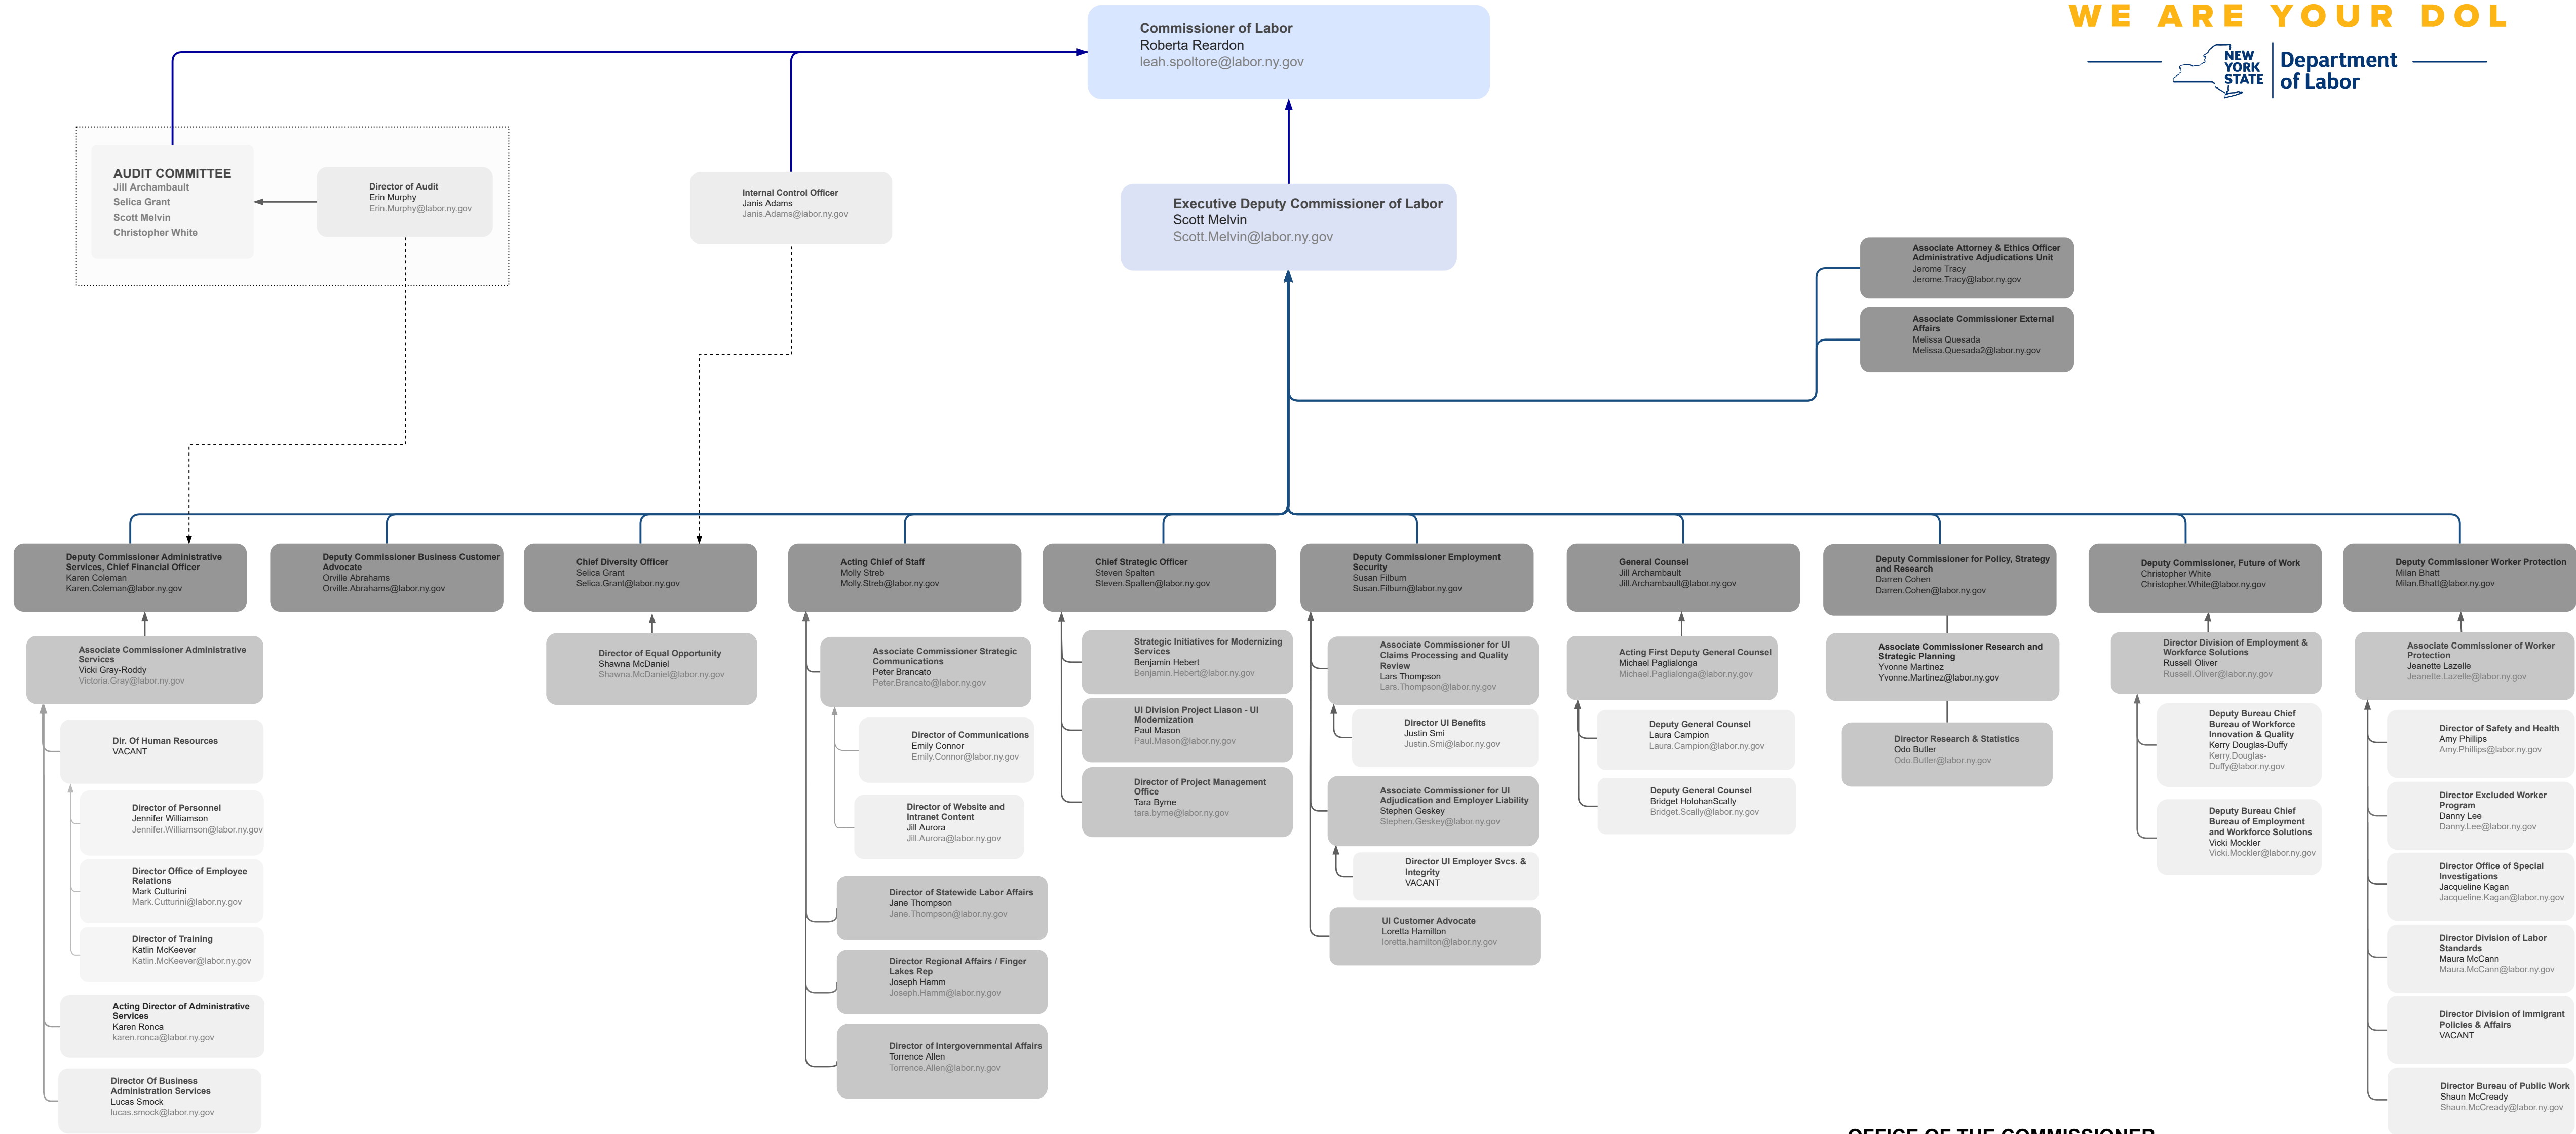 WE ARE YOUR DOL
NEW
YORK
STATE
Department
of Labor
Commissioner of Labor
Roberta Reardon
leah.spoltore@labor.ny.gov
AUDIT COMMITTEE
Jill Archambault
Selica Grant
Scott Melvin
Christopher White
Director of Audit
Erin Murphy
Erin.Murphy@labor.ny.gov
Internal Control Officer
Janis Adams
Janis.Adams@labor.ny.gov
Executive Deputy Commissioner of Labor
Scott Melvin
Scott.Melvin@labor.ny.gov
Associate Attorney & Ethics Officer
Administrative Adjudications Unit
Jerome Tracy
Jerome.Tracy@labor.ny.gov
Associate Commissioner External
Affairs
Melissa Quesada
Melissa.Quesada2@labor.ny.gov
Deputy Commissioner Administrative
Services, Chief Financial Officer
Karen Coleman
Karen.Coleman@labor.ny.gov
Associate Commissioner Administrative
Services
Vicki Gray-Roddy
Victoria.Gray@labor.ny.gov
Dir. Of Human Resources
VACANT
Director of Personnel
Jennifer Williamson
Jennifer.Williamson@labor.ny.gov
Director Office of Employee
Relations
Mark Cutturini
Mark.Cutturini@labor.ny.gov
Director of Training
Katlin McKeever
Katlin.McKeever@labor.ny.gov
Acting Director of Administrative
Services
Karen Ronca
karen.ronca@labor.ny.gov
Director Of Business
Administration Services
Lucas Smock
lucas.smock@labor.ny.gov
Deputy Commissioner Business Customer
Advocate
Orville Abrahams
Orville.Abrahams@labor.ny.gov
Chief Diversity Officer
Selica Grant
Selica.Grant@labor.ny.gov
Director of Equal Opportunity
Shawna McDaniel
Shawna.McDaniel@labor.ny.gov
Acting Chief of Staff
Molly Streb
Molly.Streb@labor.ny.gov
Associate Commissioner Strategic
Communications
Peter Brancato
Peter.Brancato@labor.ny.gov
Director of Communications
Emily Connor
Emily.Connor@labor.ny.gov
Director of Website and
Intranet Content
Jill Aurora
Jill.Aurora@labor.ny.gov
Director of Statewide Labor Affairs
Jane Thompson
Jane.Thompson@labor.ny.gov
Director Regional Affairs / Finger
Lakes Rep
Joseph Hamm
Joseph.Hamm@labor.ny.gov
Director of Intergovernmental Affairs
Torrence Allen
Torrence.Allen@labor.ny.gov
Chief Strategic Officer
Steven Spalten
Steven.Spalten@labor.ny.gov
Strategic Initiatives for Modernizing
Services
Benjamin Hebert
Benjamin.Hebert@labor.ny.gov
UI Division Project Liason - UI
Modernization
Paul Mason
Paul.Mason@labor.ny.gov
Director of Project Management
Office
Tara Byrne
tara.byrne@labor.ny.gov
Deputy Commissioner Employment
Security
Susan Filburn
Susan.Filburn@labor.ny.gov
Associate Commissioner for UI
Claims Processing and Quality
Review
Lars Thompson
Lars.Thompson@labor.ny.gov
Director UI Benefits
Justin Smi
Justin.Smi@labor.ny.gov
Associate Commissioner for UI
Adjudication and Employer Liability
Stephen Geskey
Stephen.Geskey@labor.ny.gov
Director UI Employer Svcs. &
Integrity
VACANT
UI Customer Advocate
Loretta Hamilton
loretta.hamilton@labor.ny.gov
General Counsel
Jill Archambault
Jill.Archambault@labor.ny.gov
Acting First Deputy General Counsel
Michael Paglialonga
Michael.Paglialonga@labor.ny.gov
Deputy General Counsel
Laura Campion
Laura.Campion@labor.ny.gov
Deputy General Counsel
Bridget HolohanScally
Bridget.Scally@labor.ny.gov
Deputy Commissioner for Policy, Strategy
and Research
Darren Cohen
Darren.Cohen@labor.ny.gov
Associate Commissioner Research and
Strategic Planning
Yvonne Martinez
Yvonne.Martinez@labor.ny.gov
Director Research & Statistics
Odo Butler
Odo.Butler@labor.ny.gov
Deputy Commissioner, Future of Work
Christopher White
Christopher.White@labor.ny.gov
Director Division of Employment &
Workforce Solutions
Russell Oliver
Russell.Oliver@labor.ny.gov
Deputy Bureau Chief
Bureau of Workforce
Innovation & Quality
Kerry Douglas-Duffy
Kerry.Douglas-
Duffy@labor.ny.gov
Deputy Bureau Chief
Bureau of Employment
and Workforce Solutions
Vicki Mockler
Vicki.Mockler@labor.ny.gov
Deputy Commissioner Worker Protection
Milan Bhatt
Milan.Bhatt@labor.ny.gov
Associate Commissioner of Worker
Protection
Jeanette Lazelle
Jeanette.Lazelle@labor.ny.gov
Director of Safety and Health
Amy Phillips
Amy.Phillips@labor.ny.gov
Director Excluded Worker
Program
Danny Lee
Danny.Lee@labor.ny.gov
Director Office of Special
Investigations
Jacqueline Kagan
Jacqueline.Kagan@labor.ny.gov
Director Division of Labor
Standards
Maura McCann
Maura.McCann@labor.ny.gov
Director Division of Immigrant
Policies & Affairs
VACANT
Director Bureau of Public Work
Shaun McCready
Shaun.McCready@labor.ny.gov
OFFICE OF THE COMMISSIONER